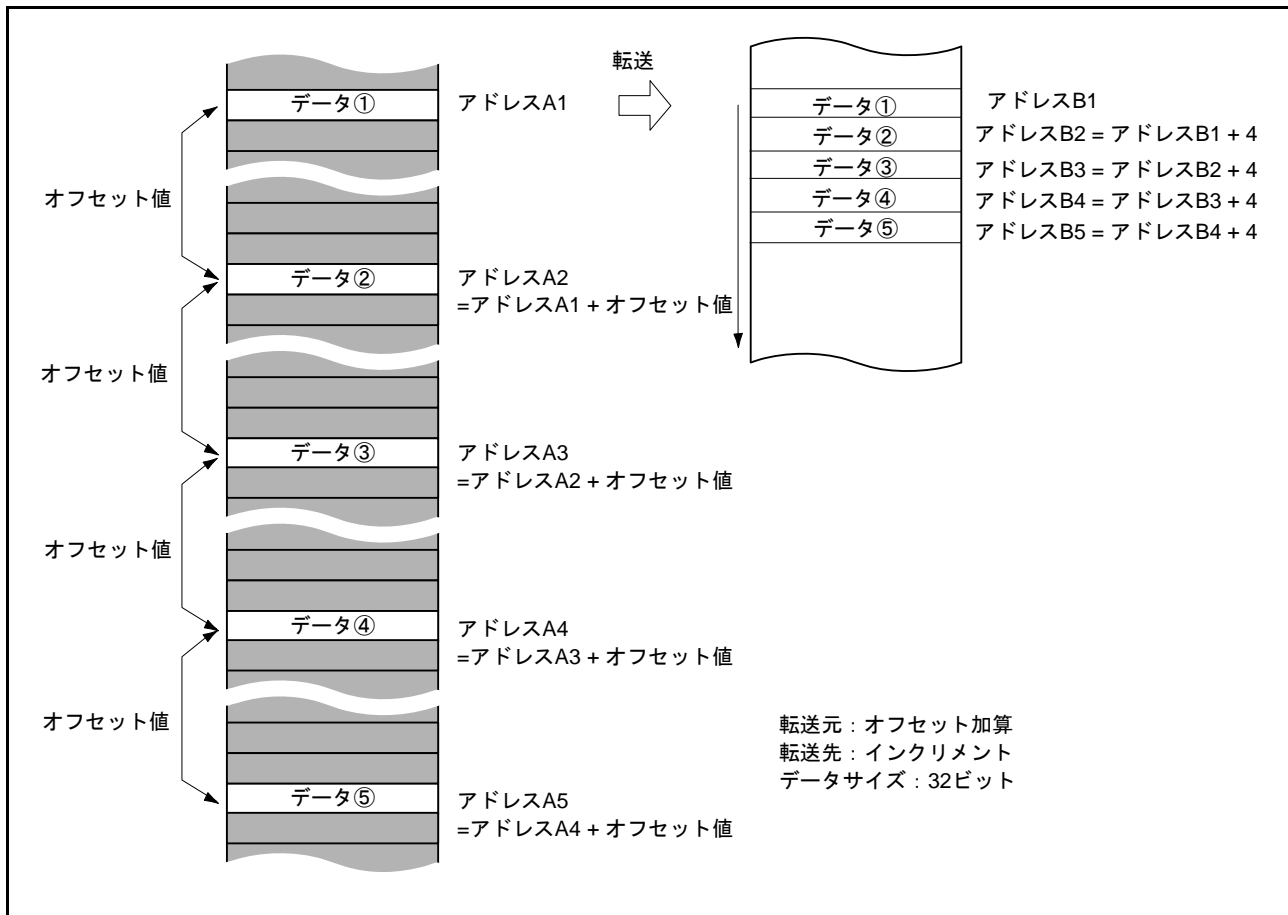 転送
データ①
アドレスA1
オフセット値
データ②
アドレスA2
=アドレスA1 + オフセット値
オフセット値
データ③
アドレスA3
=アドレスA2 + オフセット値
オフセット値
データ④
アドレスA4
=アドレスA3 + オフセット値
オフセット値
データ⑤
アドレスA5
=アドレスA4 + オフセット値
データ①
アドレスB1
データ②
アドレスB2 = アドレスB1 + 4
データ③
アドレスB3 = アドレスB2 + 4
データ④
アドレスB4 = アドレスB3 + 4
データ⑤
アドレスB5 = アドレスB4 + 4
転送元：オフセット加算
転送先：インクリメント
データサイズ：32ビット